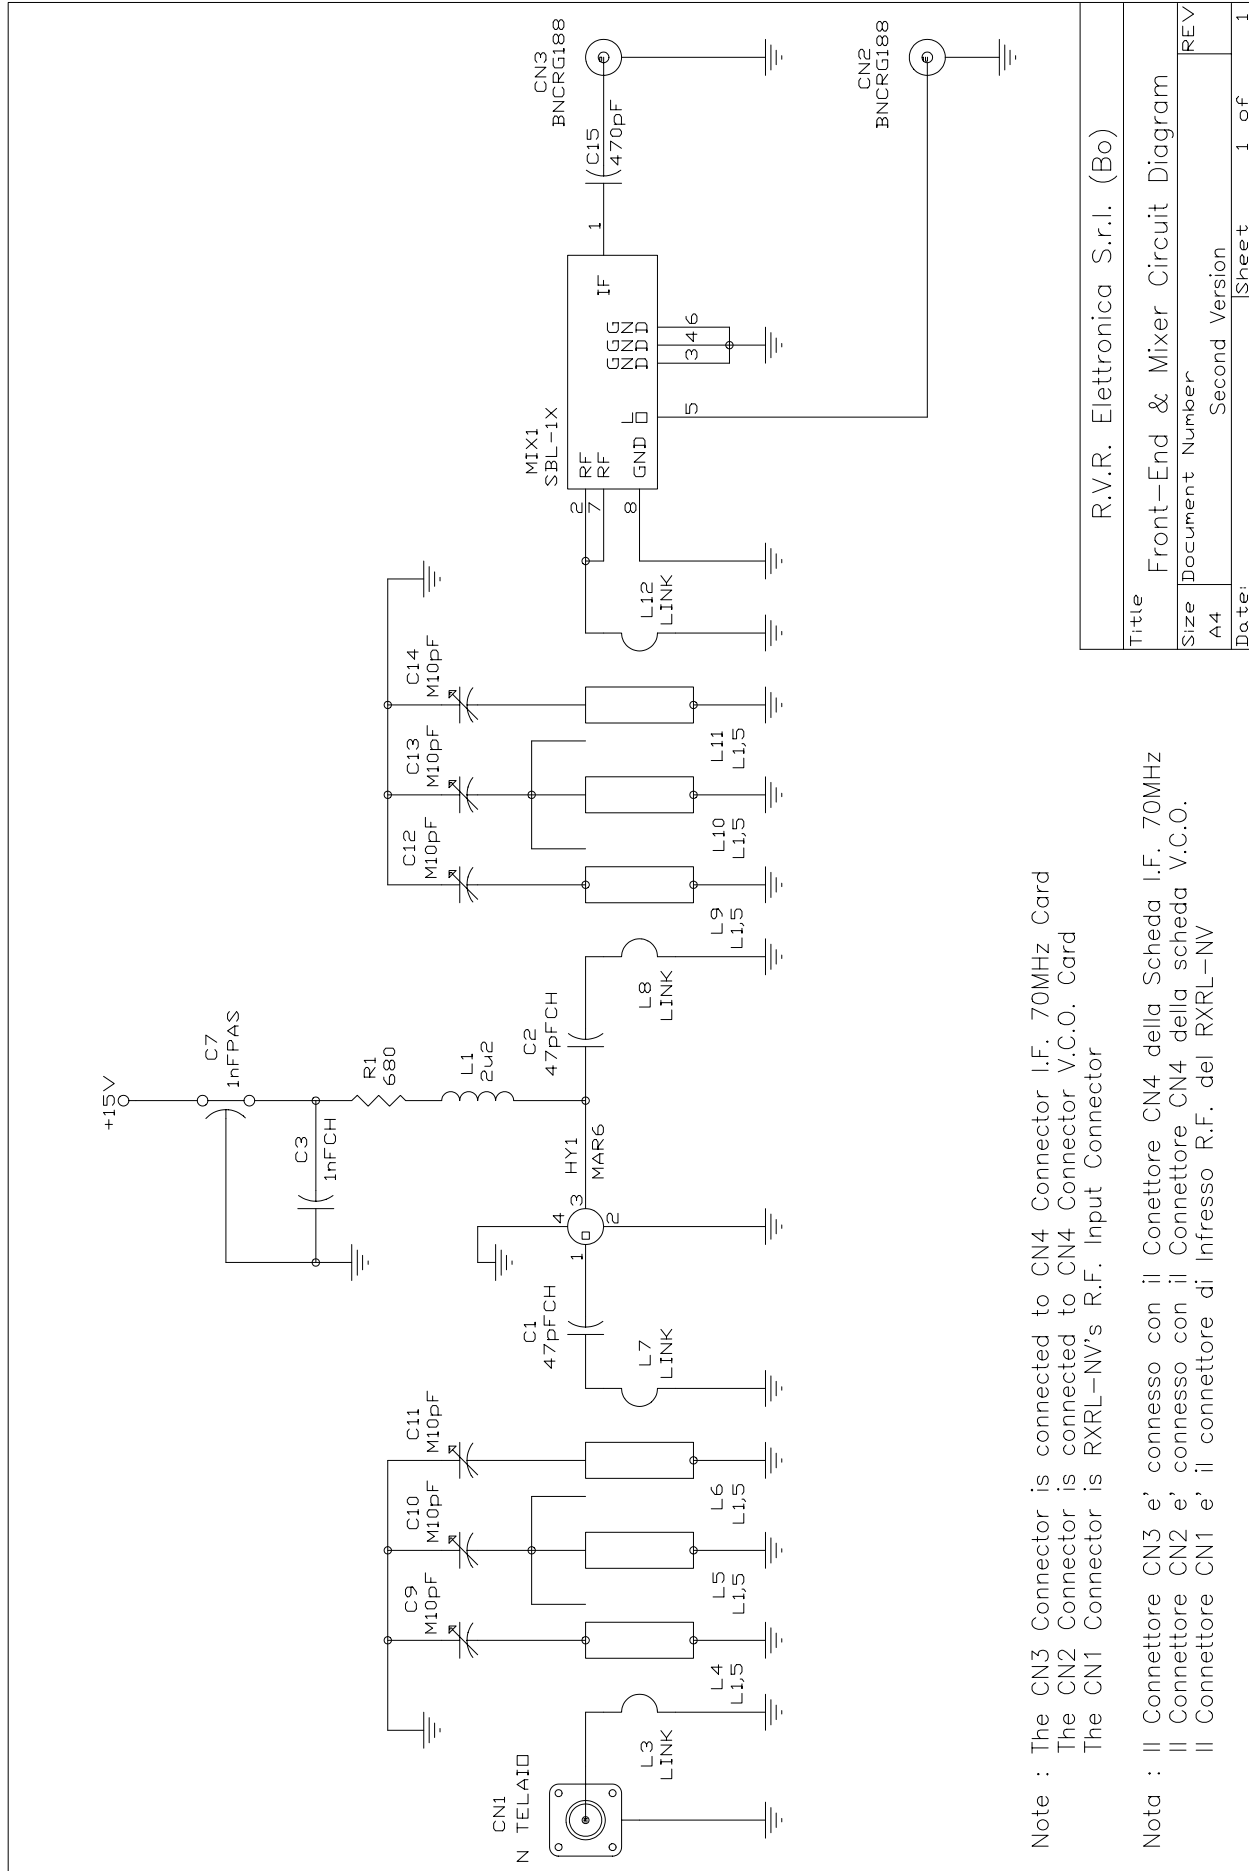 +15V
C7
1nFPAS
C3
1nFCH
R1
680
L1
2u2
C9
M10pF
C10
M10pF
C11
M10pF
C12
M10pF
C13
M10pF
C14
M10pF
CN1
N TELAIO
L3
LINK
L4
L1,5
L5
L1,5
L6
L1,5
L7
LINK
C1
47pFCH
1
4
3
2
HY1
MAR6
C2
47pFCH
L8
LINK
L9
L1,5
L10
L1,5
L11
L1,5
L12
LINK
MIX1
SBL-1X
2
7
8
RF
RF
GND
LO
GND
GND
GND
IF
5
3
4
6
1
C15
470pF
CN3
BNCRG188
CN2
BNCRG188
Note : The CN3 Connector is connected to CN4 Connector I.F. 70MHz Card
The CN2 Connector is connected to CN4 Connector V.C.O. Card
The CN1 Connector is RXRL-NV's R.F. Input Connector
Nota : Il Connettore CN3 e' connesso con il Conettore CN4 della Scheda I.F. 70MHz
Il Connettore CN2 e' connesso con il Connettore CN4 della scheda V.C.O.
Il Connettore CN1 e' il connettore di Infresso R.F. del RXRL-NV
R.V.R. Elettronica S.r.l. (Bo)
Title
Front-End & Mixer Circuit Diagram
Size Document Number REV
A4 Second Version
Date: Sheet 1 of 1